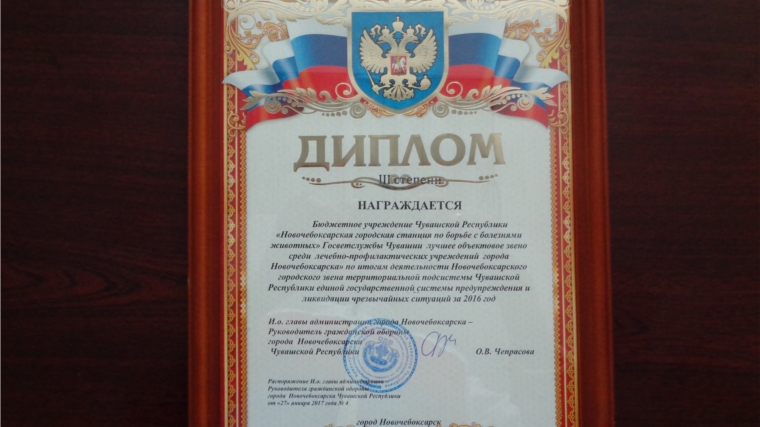 ДИПЛОМ
III степени
НАГРАЖДАЕТСЯ
Бюджетное учреждение Чувашской Республики
«Новочебоксарская городская станция по борьбе с болезнями
животных» Госветслужбы Чувашии лучшее объектовое звено
среди лечебно-профилактических учреждений города
Новочебоксарска» по итогам деятельности Новочебоксарского
городского звена территориальной подсистемы Чувашской
Республики единой государственной системы предупреждения и
ликвидации чрезвычайных ситуаций за 2016 год
И.о. главы администрации города Новочебоксарска –
Руководитель гражданской обороны
города Новочебоксарска
Чувашской Республики О.В. Чепрасова
Распоряжение И.о. главы администрации –
Руководителя гражданской обороны
города Новочебоксарска Чувашской Республики
от «27» января 2017 года № 4
город Новочебоксарск